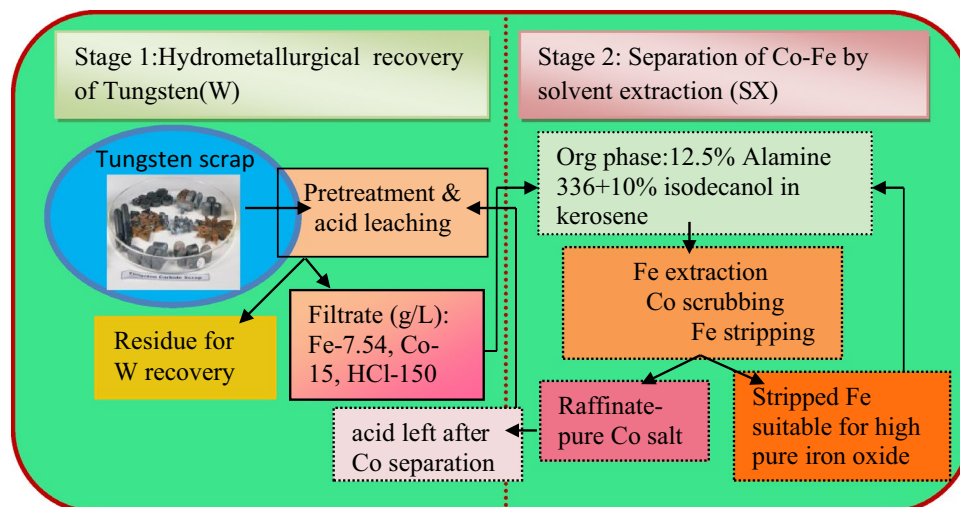 Stage 1:Hydrometallurgical recovery
of Tungsten(W)
Stage 2: Separation of Co-Fe by
solvent extraction (SX)
Tungsten scrap
Tungsten Carbide Scrap
Pretreatment &
acid leaching
Residue for
W recovery
Filtrate (g/L):
Fe-7.54, Co-
15, HCl-150
acid left after
Co separation
Org phase:12.5% Alamine
336+10% isodecanol in
kerosene
Fe extraction
Co scrubbing
Fe stripping
Raffinate-
pure Co salt
Stripped Fe
suitable for high
pure iron oxide